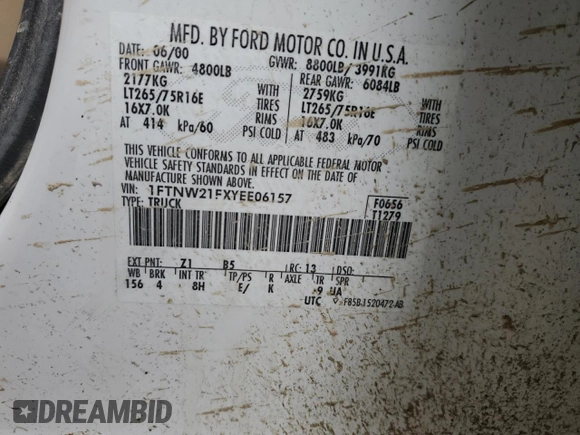 MFD. BY FORD MOTOR CO. IN U.S.A.
DATE: 06/00 GVWR: 8800LB/ 3991KG
FRONT GAWR: 4800LB REAR GAWR: 6084LB
2177KG WITH 2759KG WITH
LT265/75R16E TIRES LT265/75R16E TIRES
16X7.0K RIMS 16X7.0K RIMS
AT 414 kPa/60 PSI COLD AT 483 kPa/70 PSI COLD
THIS VEHICLE CONFORMS TO ALL APPLICABLE FEDERAL MOTOR
VEHICLE SAFETY STANDARDS IN EFFECT ON THE DATE OF
MANUFACTURE SHOWN ABOVE.
VIN: 1FTNW21FXYEE06157 F0656
TYPE: TRUCK T1279
EXT PNT: Z1 B5 RC: 13 DSO:
WB BRK INT TR TP/PS R AXLE TR SPR
156 4 8H E/ K 9 UA
UTC F85B-1520472-AB
DREAMBID